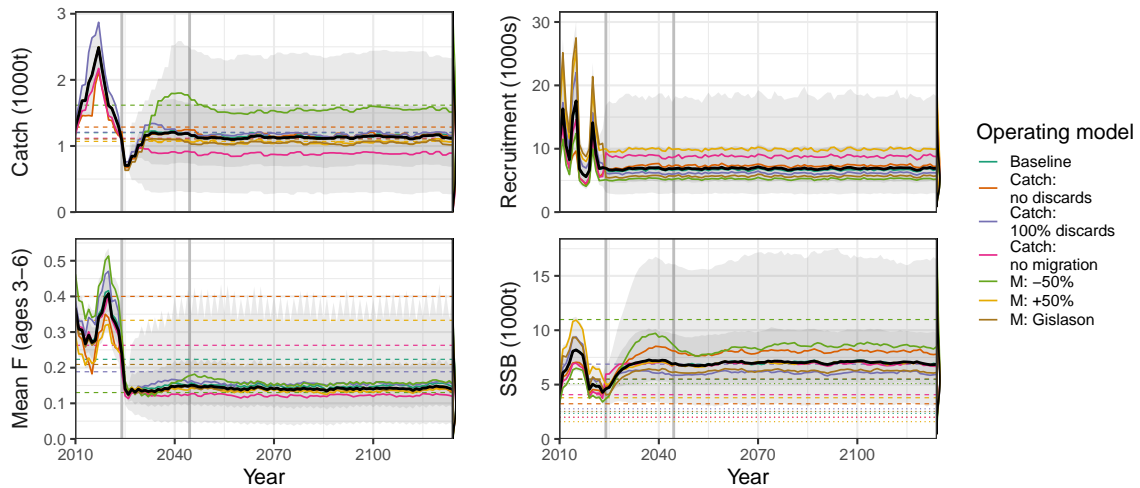 Catch (1000t)
3
2
1
0
Recruitment (1000s)
30
20
10
0
Mean F (ages 3−6)
0.5
0.4
0.3
0.2
0.1
0.0
2010
2040
2070
2100
Year
SSB (1000t)
15
10
5
0
2010
2040
2070
2100
Year
Operating model
Baseline
Catch:
no discards
Catch:
100% discards
Catch:
no migration
M: −50%
M: +50%
M: Gislason